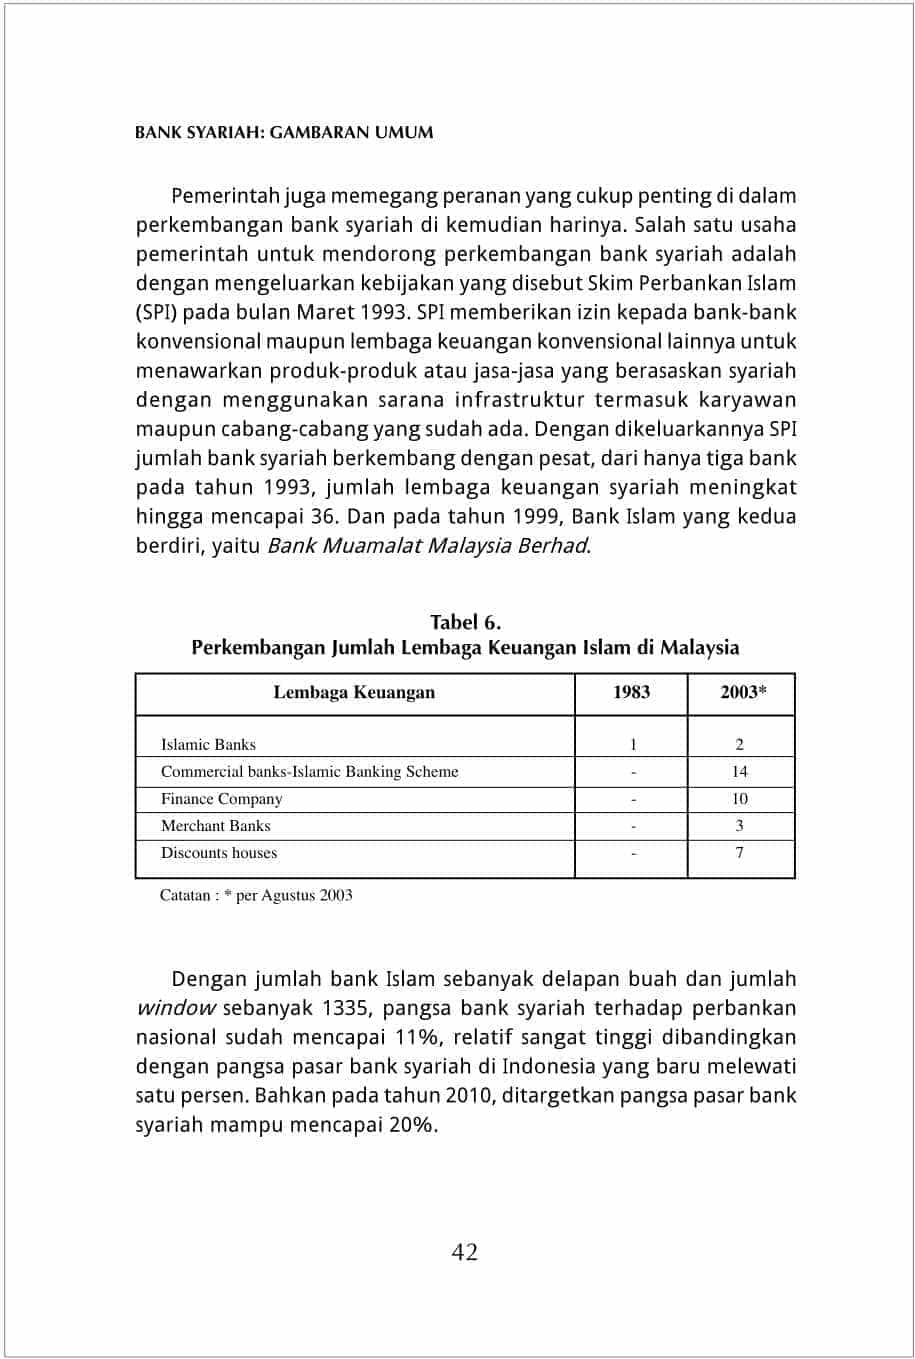 BANK SYARIAH: GAMBARAN UMUM
Pemerintah juga memegang peranan yang cukup penting di dalam
perkembangan bank syariah di kemudian harinya. Salah satu usaha
pemerintah untuk mendorong perkembangan bank syariah adalah
dengan mengeluarkan kebijakan yang disebut Skim Perbankan Islam
(SPI) pada bulan Maret 1993. SPI memberikan izin kepada bank-bank
konvensional maupun lembaga keuangan konvensional lainnya untuk
menawarkan produk-produk atau jasa-jasa yang berasaskan syariah
dengan menggunakan sarana infrastruktur termasuk karyawan
maupun cabang-cabang yang sudah ada. Dengan dikeluarkannya SPI
jumlah bank syariah berkembang dengan pesat, dari hanya tiga bank
pada tahun 1993, jumlah lembaga keuangan syariah meningkat
hingga mencapai 36. Dan pada tahun 1999, Bank Islam yang kedua
berdiri, yaitu Bank Muamalat Malaysia Berhad.
Tabel 6.
Perkembangan Jumlah Lembaga Keuangan Islam di Malaysia
Lembaga Keuangan 1983 2003*
Islamic Banks 1 2
Commercial banks-Islamic Banking Scheme - 14
Finance Company - 10
Merchant Banks - 3
Discounts houses - 7
Catatan : * per Agustus 2003
Dengan jumlah bank Islam sebanyak delapan buah dan jumlah
window sebanyak 1335, pangsa bank syariah terhadap perbankan
nasional sudah mencapai 11%, relatif sangat tinggi dibandingkan
dengan pangsa pasar bank syariah di Indonesia yang baru melewati
satu persen. Bahkan pada tahun 2010, ditargetkan pangsa pasar bank
syariah mampu mencapai 20%.
42